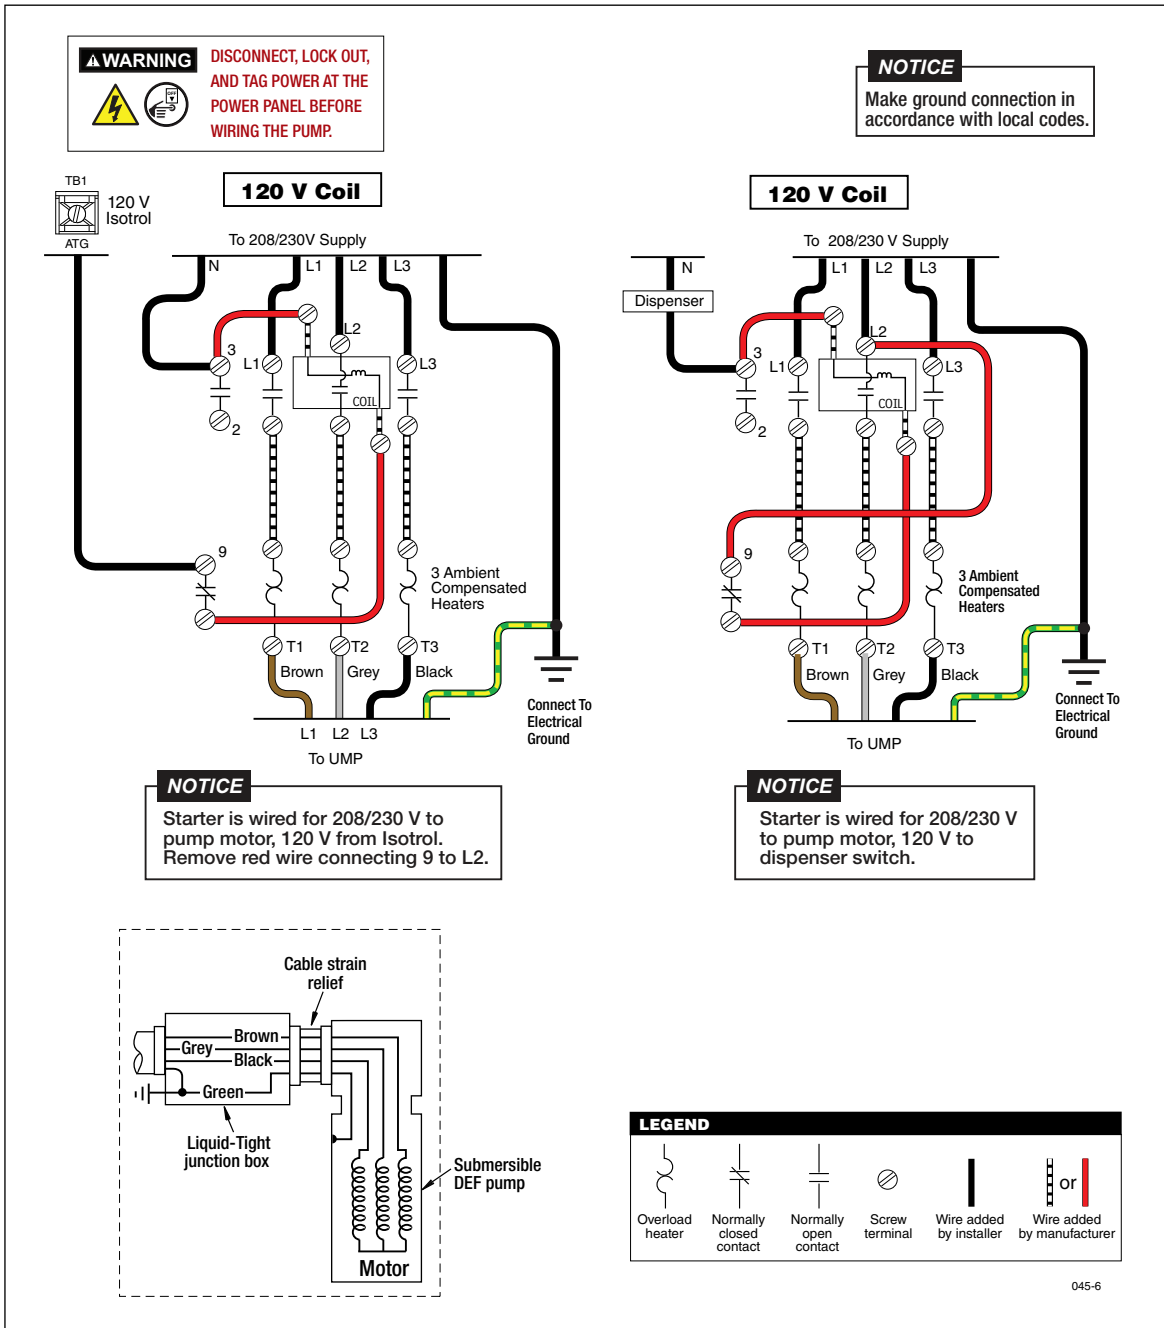 WARNING
DISCONNECT, LOCK OUT,
AND TAG POWER AT THE
POWER PANEL BEFORE
WIRING THE PUMP.
OFF
NOTICE
Make ground connection in
accordance with local codes.
TB1
120 V
Isotrol
ATG
120 V Coil
To 208/230V Supply
N
L1
L2
L3
L2
3
L1
L3
COIL
2
9
3 Ambient
Compensated
Heaters
T1
T2
T3
Brown
Grey
Black
Connect To
Electrical
Ground
L1
L2
L3
To UMP
NOTICE
Starter is wired for 208/230 V to
pump motor, 120 V from Isotrol.
Remove red wire connecting 9 to L2.
120 V Coil
To 208/230 V Supply
N
L1
L2
L3
Dispenser
L2
3
L1
L3
COIL
2
9
3 Ambient
Compensated
Heaters
T1
T2
T3
Brown
Grey
Black
Connect To
Electrical
Ground
To UMP
NOTICE
Starter is wired for 208/230 V
to pump motor, 120 V to
dispenser switch.
Cable strain
relief
Brown
Grey
Black
Green
Liquid-Tight
junction box
Submersible
DEF pump
Motor
LEGEND
or
Overload
heater
Normally
closed
contact
Normally
open
contact
Screw
terminal
Wire added
by installer
Wire added
by manufacturer
045-6